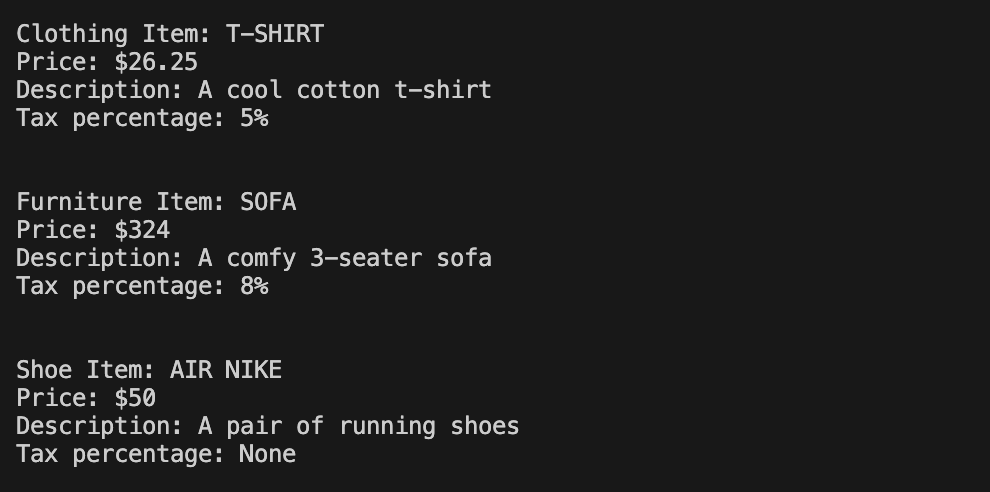 Clothing Item: T-SHIRT
Price: $26.25
Description: A cool cotton t-shirt
Tax percentage: 5%
Furniture Item: SOFA
Price: $324
Description: A comfy 3-seater sofa
Tax percentage: 8%
Shoe Item: AIR NIKE
Price: $50
Description: A pair of running shoes
Tax percentage: None